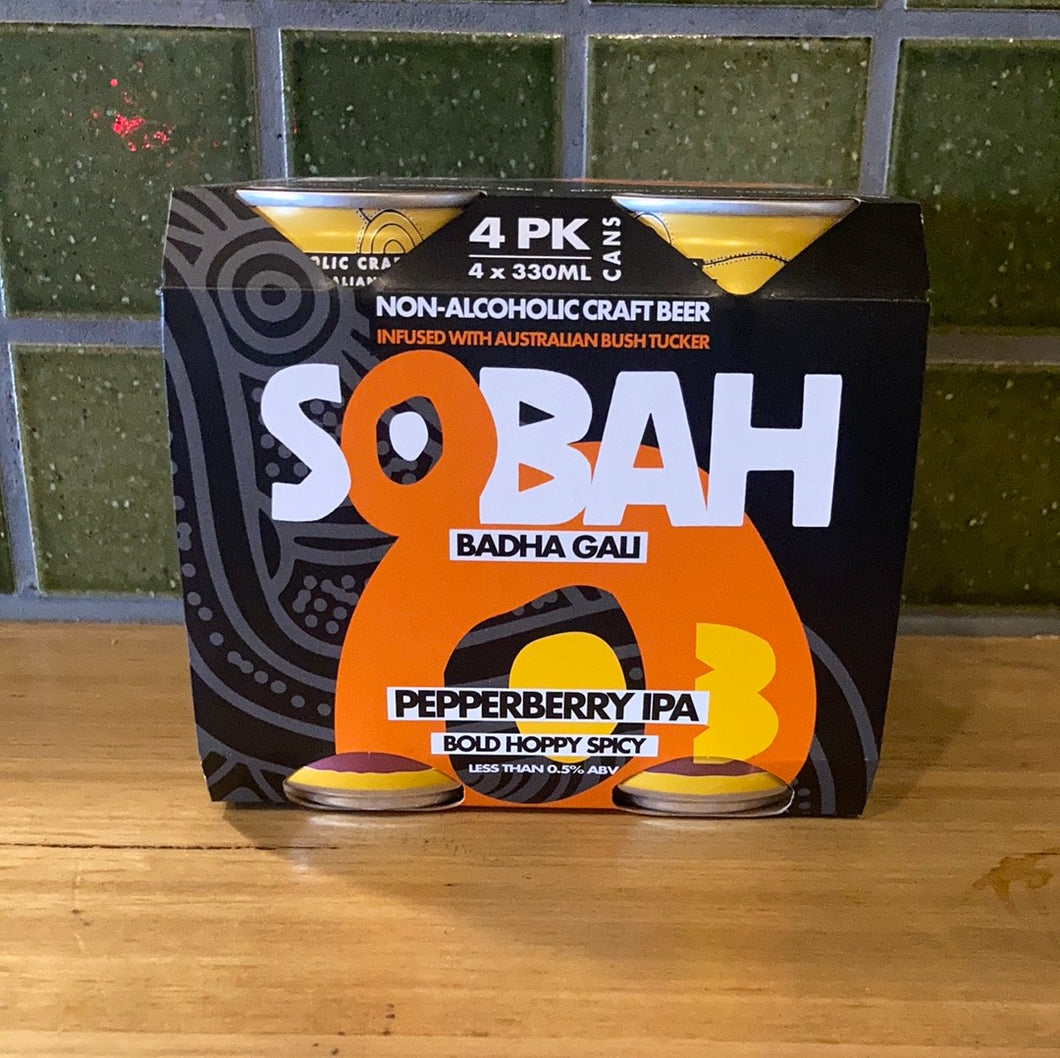 4 PK
CANS
4 x 330ML
NON-ALCOHOLIC CRAFT BEER
INFUSED WITH AUSTRALIAN BUSH TUCKER
SOBAH
BADHA GALI
PEPPERBERRY IPA
BOLD HOPPY SPICY
LESS THAN 0.5% ABV